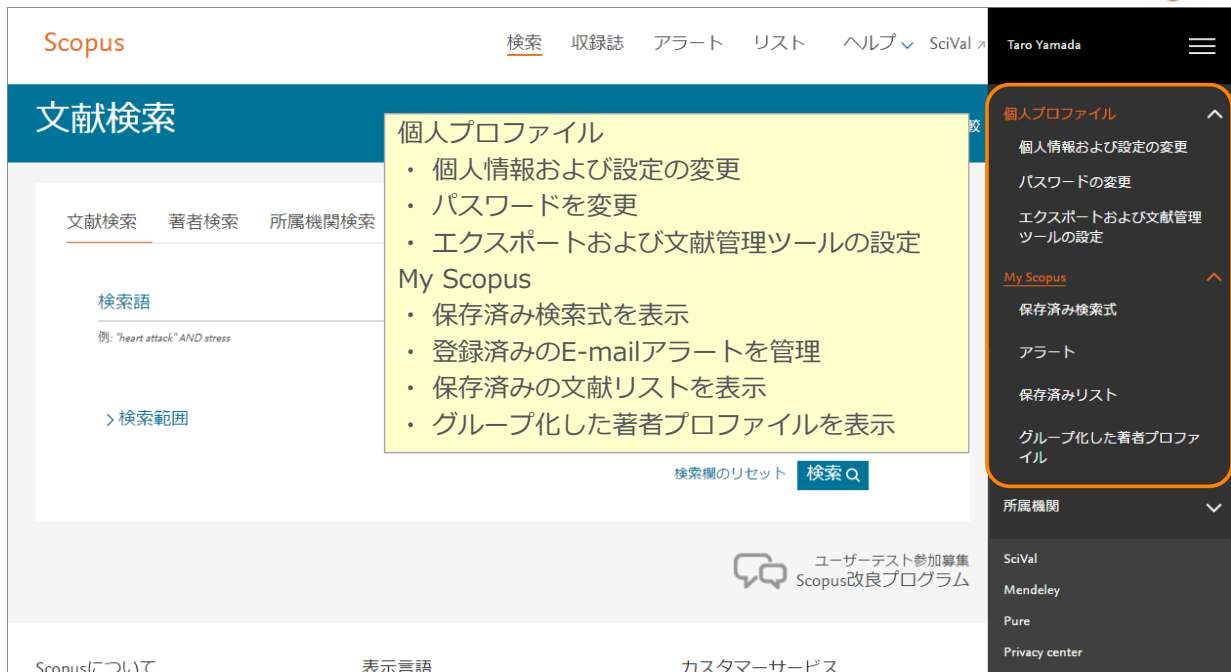 Scopus
検索 収録誌 アラート リスト ヘルプ SciVal
Taro Yamada
文献検索
較
個人プロファイル
・ 個人情報および設定の変更
・ パスワードを変更
・ エクスポートおよび文献管理ツールの設定
My Scopus
・ 保存済み検索式を表示
・ 登録済みのE-mailアラートを管理
・ 保存済みの文献リストを表示
・ グループ化した著者プロファイルを表示
文献検索 著者検索 所属機関検索
検索語
例: "heart attack" AND stress
検索範囲
検索欄のリセット 検索
ユーザーテスト参加募集
Scopus改良プログラム
Scopusについて 表示言語 カスタマーサービス
個人プロファイル
個人情報および設定の変更
パスワードの変更
エクスポートおよび文献管理
ツールの設定
My Scopus
保存済み検索式
アラート
保存済みリスト
グループ化した著者プロファ
イル
所属機関
SciVal
Mendeley
Pure
Privacy center